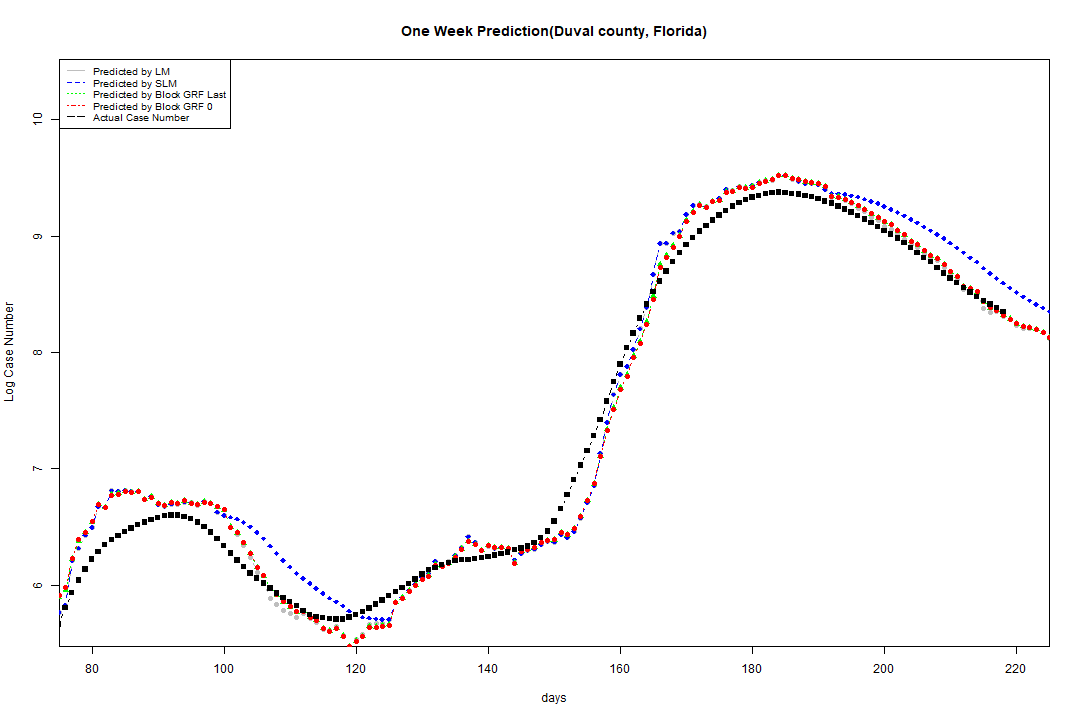 One Week Prediction(Duval county, Florida)
Predicted by LM
Predicted by SLM
Predicted by Block GRF Last
Predicted by Block GRF 0
Actual Case Number
10
9
8
7
6
Log Case Number
80 100 120 140 160 180 200 220
days